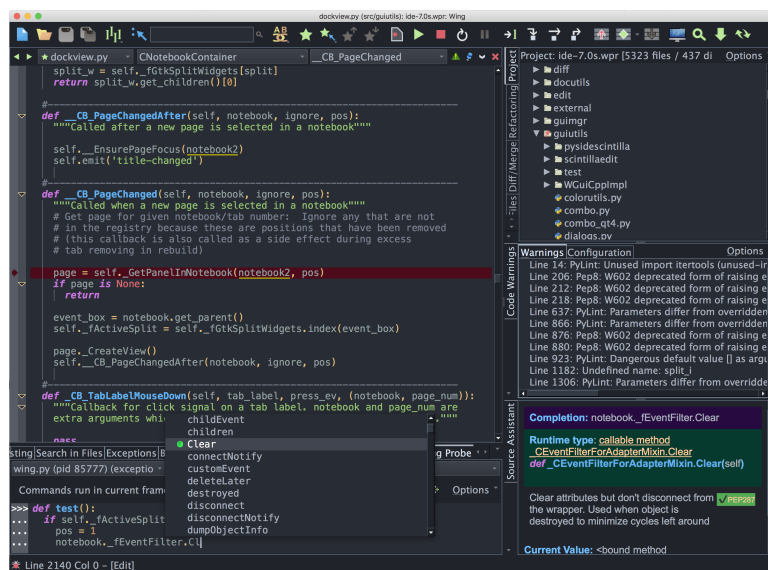 dockview.py (src/guiutils): ide-7.0s.wpr: Wing
dockview.py
CNotebookContainer
__CB_PageChanged
split_w = self._fGtkSplitWidgets[split]
return split_w.get_children()[0]
#----------------------------------------------------------------------
def __CB_PageChangedAfter(self, notebook, ignore, pos):
"""Called after a new page is selected in a notebook"""
self.__EnsurePageFocus(notebook2)
self.emit('title-changed')
#----------------------------------------------------------------------
def __CB_PageChanged(self, notebook, ignore, pos):
"""Called when a new page is selected in a notebook"""
# Get page for given notebook/tab number:  Ignore any that are not
# in the registry because these are positions that have been removed
# (this callback is also called as a side effect during excess
# tab removing in rebuild)
page = self._GetPanelInNotebook(notebook2, pos)
if page is None:
return
event_box = notebook.get_parent()
self._fActiveSplit = self._fGtkSplitWidgets.index(event_box)
page._CreateView()
self.__CB_PageChangedAfter(notebook, ignore, pos)
#----------------------------------------------------------------------
def _CB_TabLabelMouseDown(self, tab_label, press_ev, (notebook, page_num)):
"""Callback for click signal on a tab label. notebook and page_num are
extra arguments whi
."""
pass
childEvent
children
Clear
connectNotify
customEvent
deleteLater
destroyed
disconnect
disconnectNotify
dumpObjectInfo
sting
Search in Files
Exceptions
B
g Probe
wing.py (pid 85777) (exceptio
Commands run in current fram
Options
>>> def test():
... if self._fActiveSplit
... pos = 1
... notebook._fEventFilter.Cl
Line 2140 Col 0 - [Edit]
Project
Refactoring
Diff/Merge
Files
Project: ide-7.0s.wpr [5323 files / 437 di
Options
diff
docutils
edit
external
guimgr
guiutils
pysidescintilla
scintillaedit
test
WGuiCppImpl
colorutils.py
combo.py
combo_qt4.py
dialogs.py
Code Warnings
Warnings
Configuration
Options
Line 14: PyLint: Unused import itertools (unused-ir
Line 206: Pep8: W602 deprecated form of raising e
Line 212: Pep8: W602 deprecated form of raising e
Line 218: Pep8: W602 deprecated form of raising e
Line 637: PyLint: Parameters differ from overridden
Line 866: PyLint: Parameters differ from overridden
Line 876: Pep8: W602 deprecated form of raising e
Line 880: Pep8: W602 deprecated form of raising e
Line 923: PyLint: Dangerous default value [] as argu
Line 1182: Undefined name: split_i
Line 1306: PyLint: Parameters differ from overridde
Source Assistant
Completion: notebook._fEventFilter.Clear
Runtime type: callable method
_CEventFilterForAdapterMixin.Clear
def _CEventFilterForAdapterMixin.Clear(self)
Clear attributes but don't disconnect from
the wrapper. Used when object is
destroyed to minimize cycles left around
✓PEP287
Current Value: <bound method